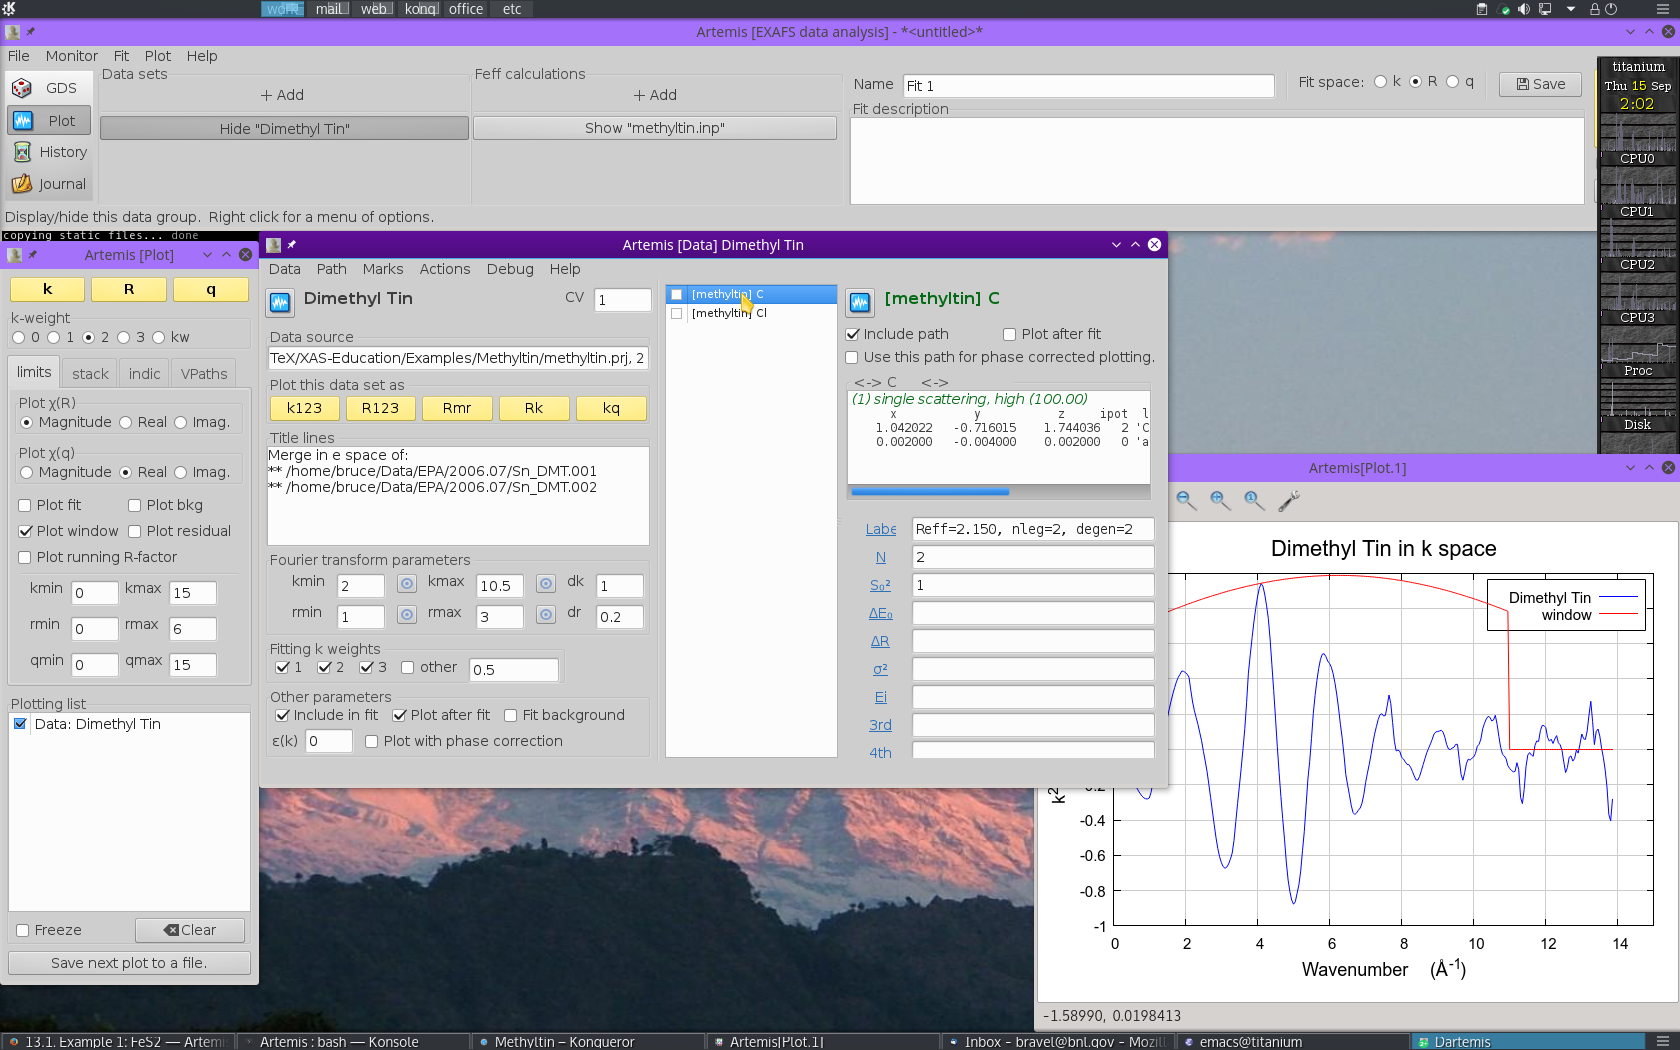 work mail web konq office etc
Artemis [EXAFS data analysis] - *<untitled>*
File Monitor Fit Plot Help
GDS
Plot
History
Journal
Data sets
+ Add
Hide "Dimethyl Tin"
Feff calculations
+ Add
Show "methyltin.inp"
Name Fit 1
Fit space: k R q
Save
Fit description
Display/hide this data group. Right click for a menu of options.
titanium
Thu 15 Sep
2:02
CPU0
CPU1
CPU2
CPU3
Proc
Disk
copying static files... done
Artemis [Plot]
k R q
k-weight
0 1 2 3 kw
limits stack indic VPaths
Plot χ(R)
Magnitude Real Imag.
Plot χ(q)
Magnitude Real Imag.
Plot fit Plot bkg
Plot window Plot residual
Plot running R-factor
kmin 0 kmax 15
rmin 0 rmax 6
qmin 0 qmax 15
Plotting list
Data: Dimethyl Tin
Freeze Clear
Save next plot to a file.
Artemis [Data] Dimethyl Tin
Data Path Marks Actions Debug Help
Dimethyl Tin CV 1
Data source
TeX/XAS-Education/Examples/Methyltin/methyltin.prj, 2
Plot this data set as
k123 R123 Rmr Rk kq
Title lines
Merge in e space of:
** /home/bruce/Data/EPA/2006.07/Sn_DMT.001
** /home/bruce/Data/EPA/2006.07/Sn_DMT.002
Fourier transform parameters
kmin 2 kmax 10.5 dk 1
rmin 1 rmax 3 dr 0.2
Fitting k weights
1 2 3 other 0.5
Other parameters
Include in fit Plot after fit Fit background
ε(k) 0 Plot with phase correction
[methyltin] C
[methyltin] Cl
[methyltin] C
Include path Plot after fit
Use this path for phase corrected plotting.
<-> C <->
(1) single scattering, high (100.00)
x y z ipot l
1.042022 -0.716015 1.744036 2 'C
0.002000 -0.004000 0.002000 0 'a
Labe Reff=2.150, nleg=2, degen=2
N 2
S₀² 1
ΔE₀
ΔR
σ²
Ei
3rd
4th
Artemis[Plot.1]
Dimethyl Tin in k space
Dimethyl Tin
window
k²
-0.2
-0.4
-0.6
-0.8
-1
0 2 4 6 8 10 12 14
Wavenumber (Å⁻¹)
-1.58990, 0.0198413
13.1. Example 1: FeS2 — Artemi
Artemis : bash — Konsole
Methyltin – Konqueror
Artemis[Plot.1]
Inbox - bravel@bnl.gov - Mozill
emacs@titanium
Dartemis